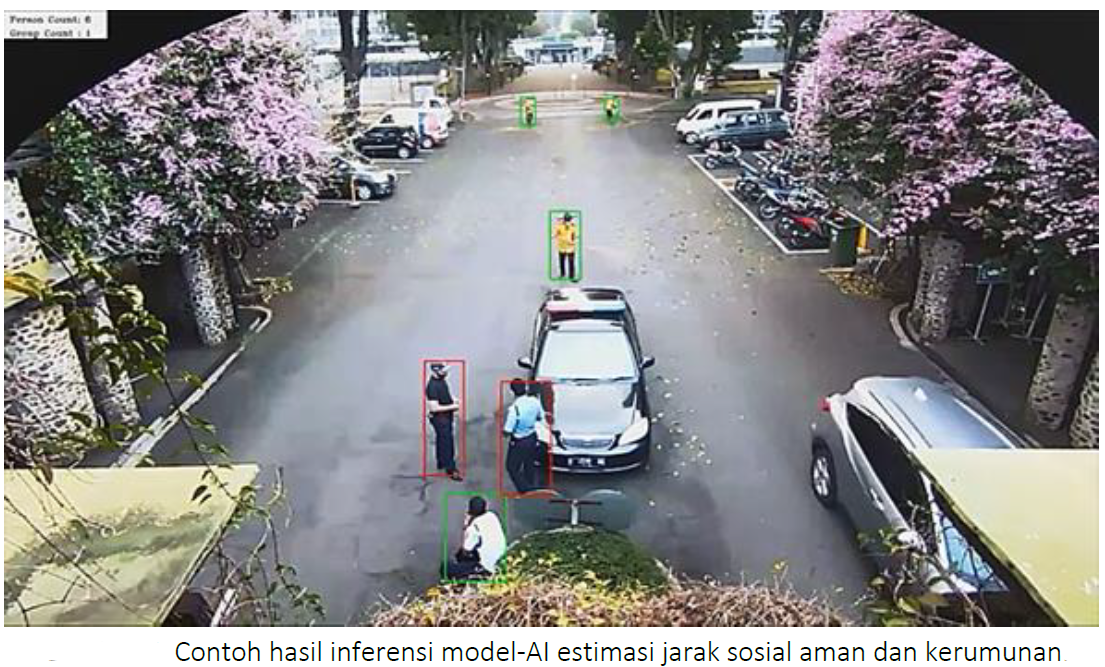 Person Count: 6
Group Count : 1
Contoh hasil inferensi model-AI estimasi jarak sosial aman dan kerumunan.